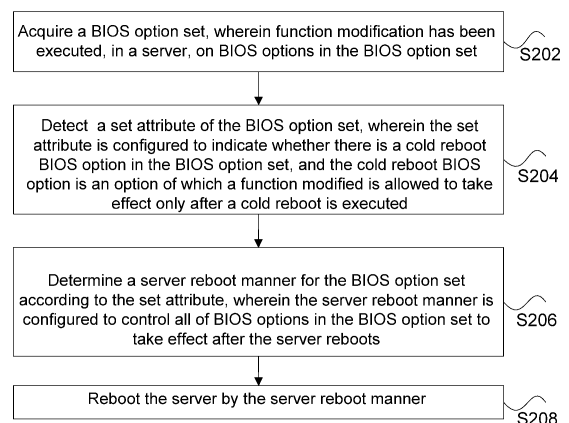 Acquire a BIOS option set, wherein function modification has been
executed, in a server, on BIOS options in the BIOS option set
S202
Detect a set attribute of the BIOS option set, wherein the set
attribute is configured to indicate whether there is a cold reboot
BIOS option in the BIOS option set, and the cold reboot BIOS
option is an option of which a function modified is allowed to take
effect only after a cold reboot is executed
S204
Determine a server reboot manner for the BIOS option set
according to the set attribute, wherein the server reboot manner is
configured to control all of BIOS options in the BIOS option set to
take effect after the server reboots
S206
Reboot the server by the server reboot manner
S208